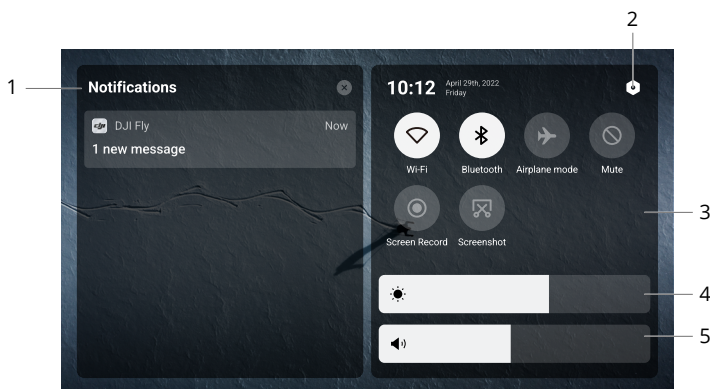 2
1
Notifications
10:12
April 29th, 2022
Friday
dji DJI Fly
Now
1 new message
Wi-Fi
Bluetooth
Airplane mode
Mute
3
Screen Record
Screenshot
4
5